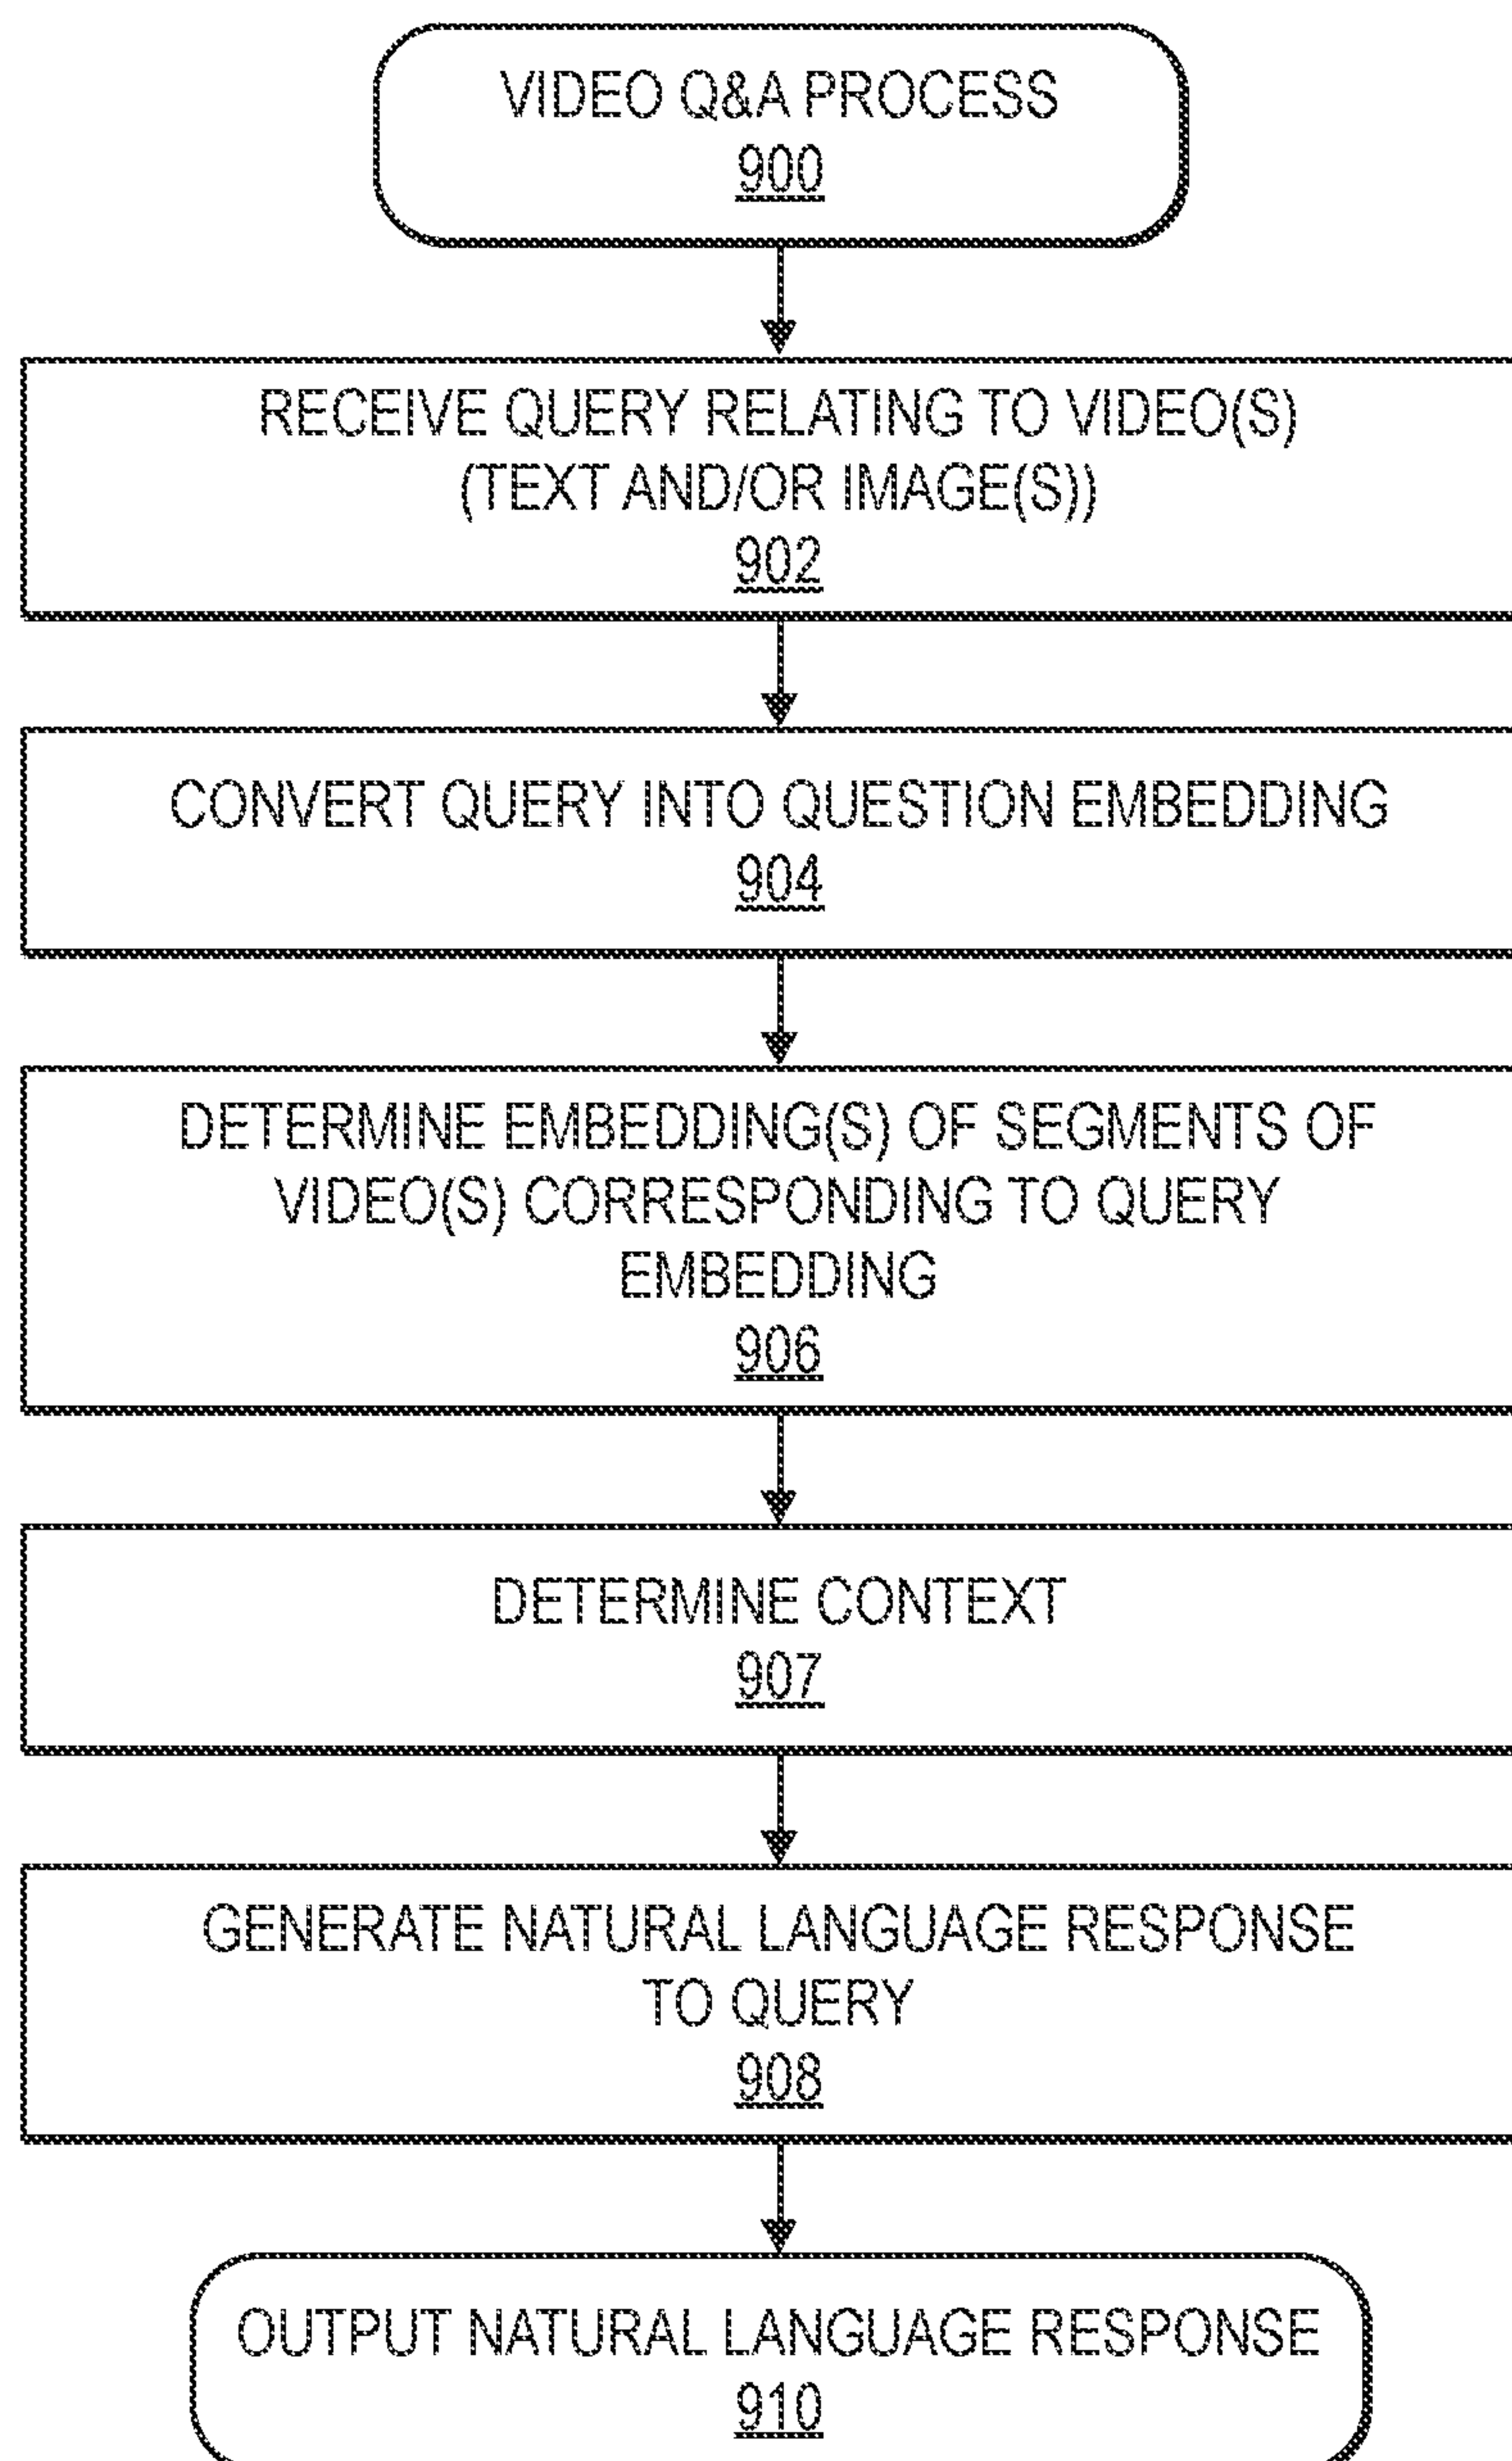 VIDEO Q&A PROCESS
900
RECEIVE QUERY RELATING TO VIDEO(S)
(TEXT AND/OR IMAGE(S))
902
CONVERT QUERY INTO QUESTION EMBEDDING
904
DETERMINE EMBEDDING(S) OF SEGMENTS OF
VIDEO(S) CORRESPONDING TO QUERY
EMBEDDING
906
DETERMINE CONTEXT
907
GENERATE NATURAL LANGUAGE RESPONSE
TO QUERY
908
OUTPUT NATURAL LANGUAGE RESPONSE
910